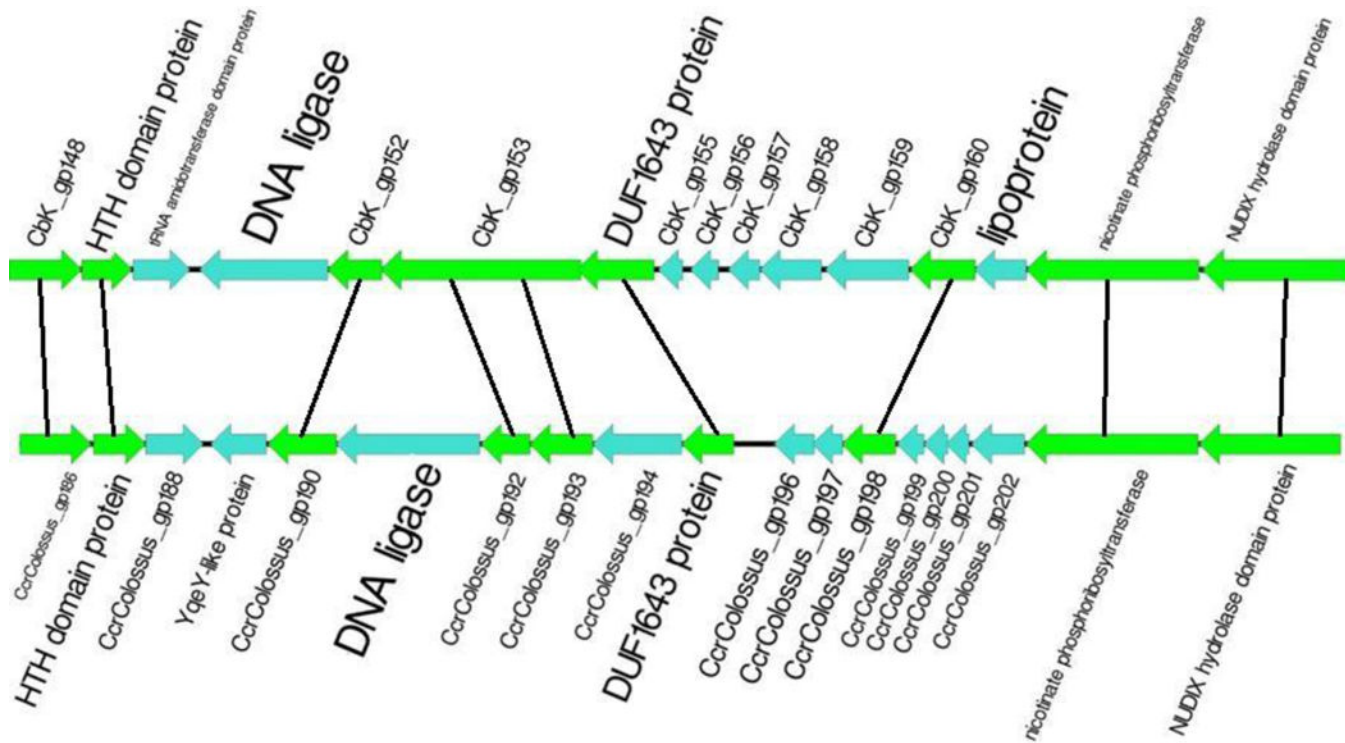 CbK_gp148
HTH domain protein
tRNA amidotransferase domain protein
DNA ligase
CbK_gp152
CbK_gp153
DUF1643 protein
CbK_gp155
CbK_gp156
CbK_gp157
CbK_gp158
CbK_gp159
CbK_gp160
lipoprotein
nicotinate phosphoribosyltransferase
NUDIX hydrolase domain protein
CcrColossus_gp186
HTH domain protein
CcrColossus_gp188
YqeY-like protein
CcrColossus_gp190
DNA ligase
CcrColossus_gp192
CcrColossus_gp193
CcrColossus_gp194
DUF1643 protein
CcrColossus_gp196
CcrColossus_gp197
CcrColossus_gp198
CcrColossus_gp199
CcrColossus_gp200
CcrColossus_gp201
CcrColossus_gp202
nicotinate phosphoribosyltransferase
NUDIX hydrolase domain protein